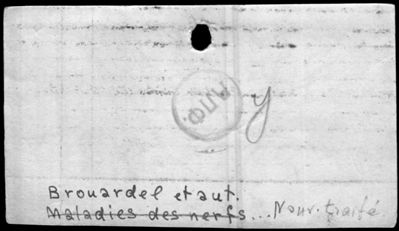 y
Brouardel et aut.
Maladies des nerfs... Nouv. traité